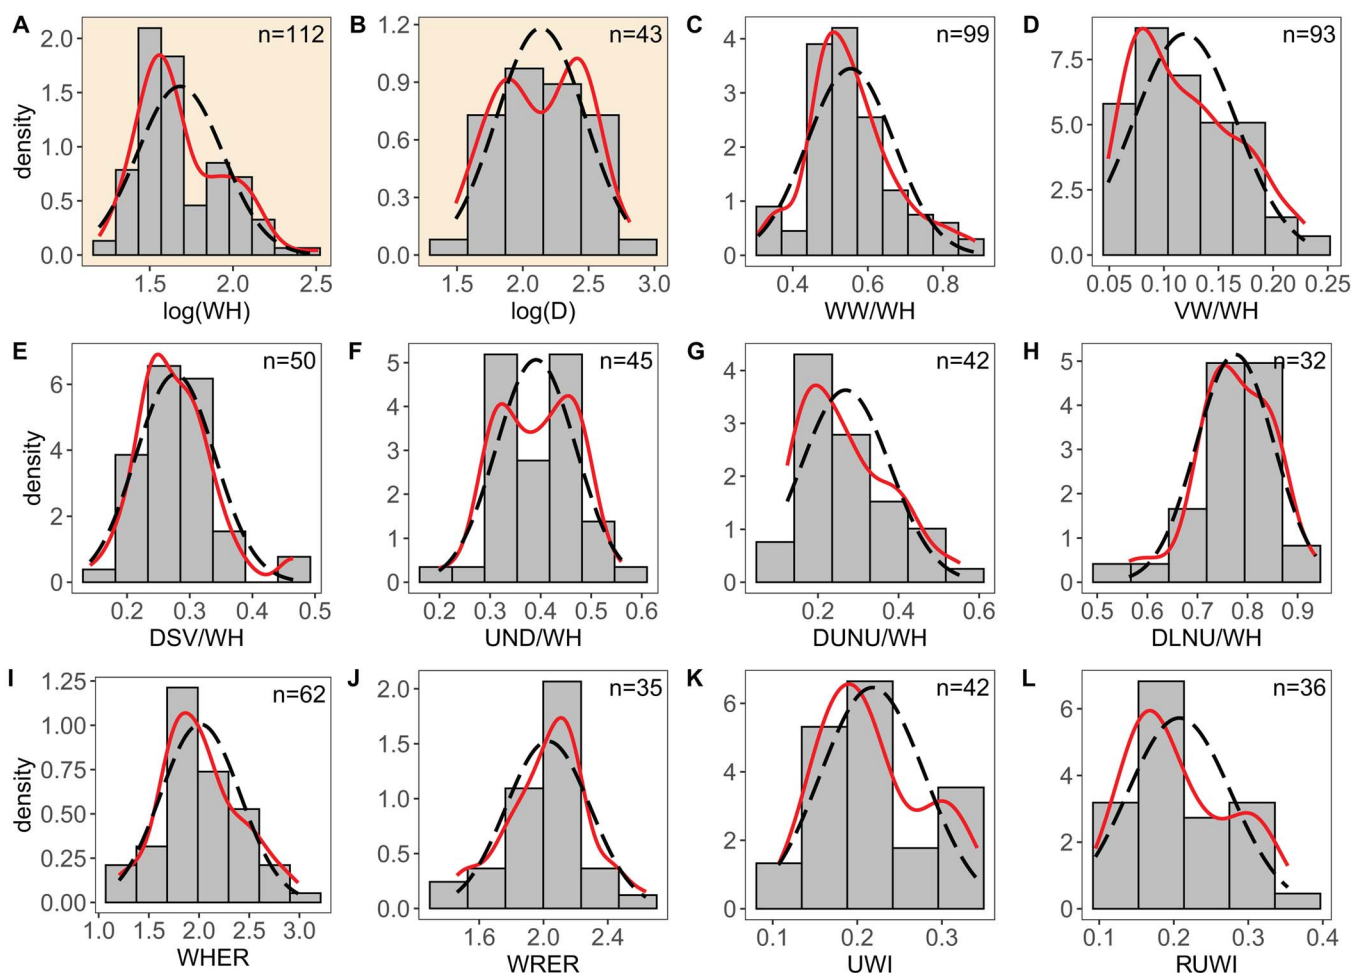 A n=112
density
2.0
1.5
1.0
0.5
0.0
1.5 2.0 2.5
log(WH)
B n=43
1.2
0.9
0.6
0.3
0.0
1.5 2.0 2.5 3.0
log(D)
C n=99
4
3
2
1
0
0.4 0.6 0.8
WW/WH
D n=93
7.5
5.0
2.5
0.0
0.05 0.10 0.15 0.20 0.25
VW/WH
E n=50
density
6
4
2
0
0.2 0.3 0.4 0.5
DSV/WH
F n=45
5
4
3
2
1
0
0.2 0.3 0.4 0.5 0.6
UND/WH
G n=42
4
3
2
1
0
0.2 0.4 0.6
DUNU/WH
H n=32
5
4
3
2
1
0
0.5 0.6 0.7 0.8 0.9
DLNU/WH
I n=62
density
1.25
1.00
0.75
0.50
0.25
0.00
1.0 1.5 2.0 2.5 3.0
WHER
J n=35
2.0
1.5
1.0
0.5
0.0
1.6 2.0 2.4
WRER
K n=42
6
4
2
0
0.1 0.2 0.3
UWI
L n=36
6
4
2
0
0.1 0.2 0.3 0.4
RUWI